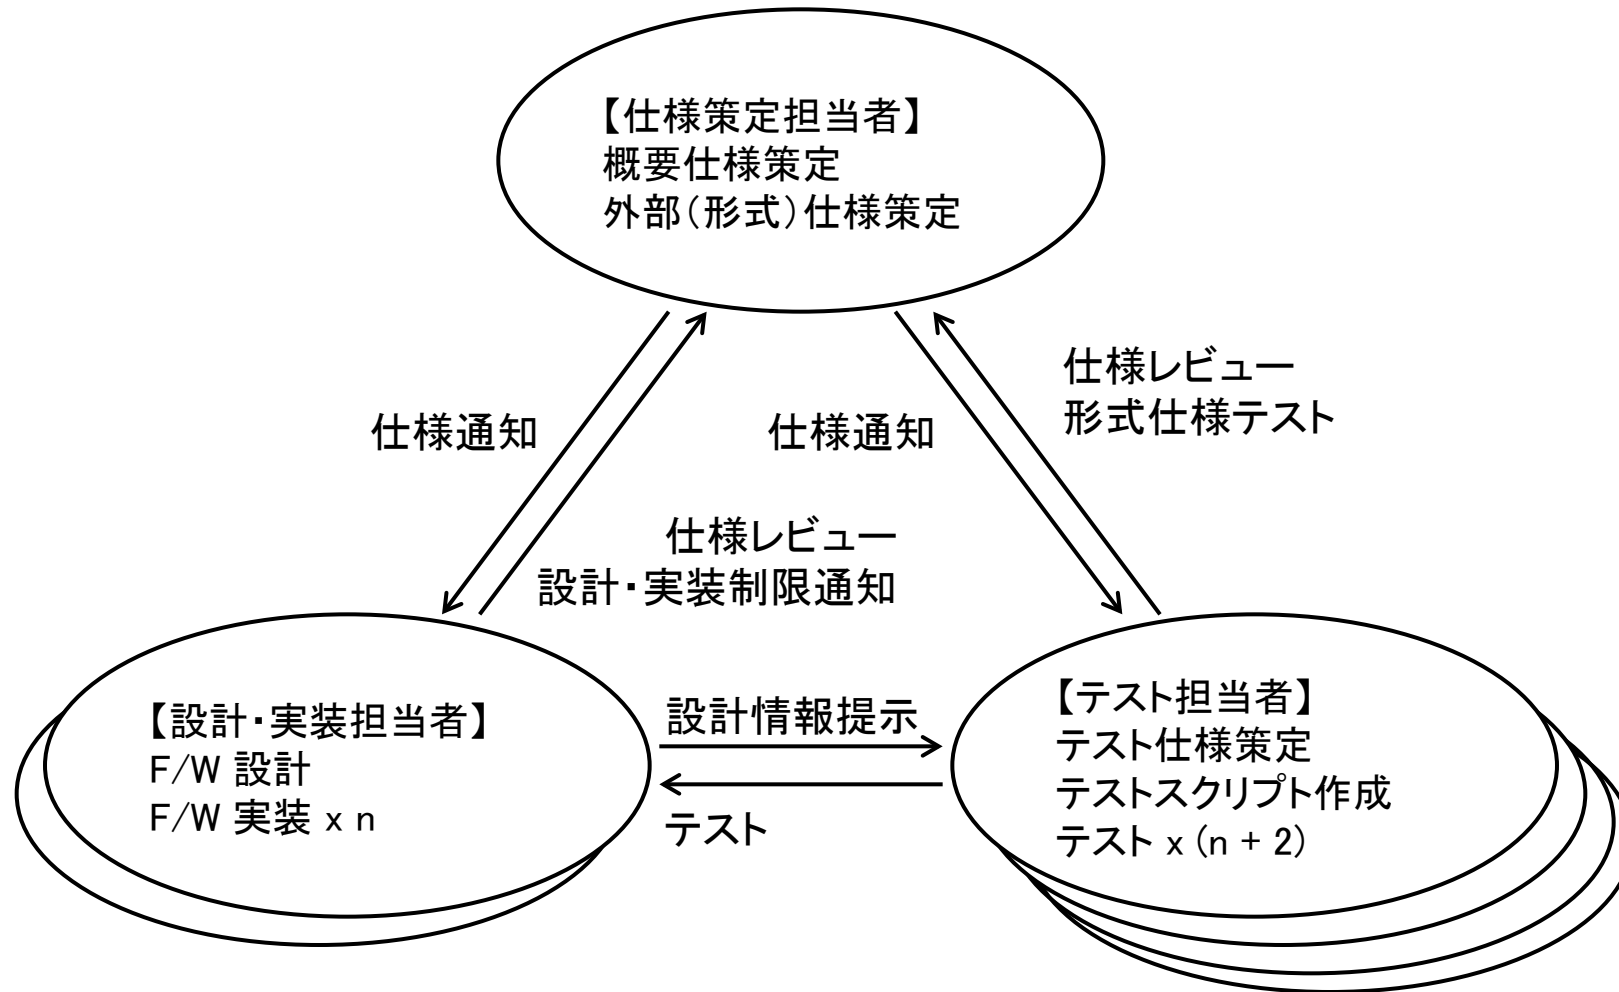 【仕様策定担当者】
概要仕様策定
外部(形式)仕様策定
仕様レビュー
形式仕様テスト
仕様通知
仕様通知
仕様レビュー
設計・実装制限通知
【設計・実装担当者】
F/W 設計
F/W 実装 x n
設計情報提示
テスト
【テスト担当者】
テスト仕様策定
テストスクリプト作成
テスト x (n + 2)